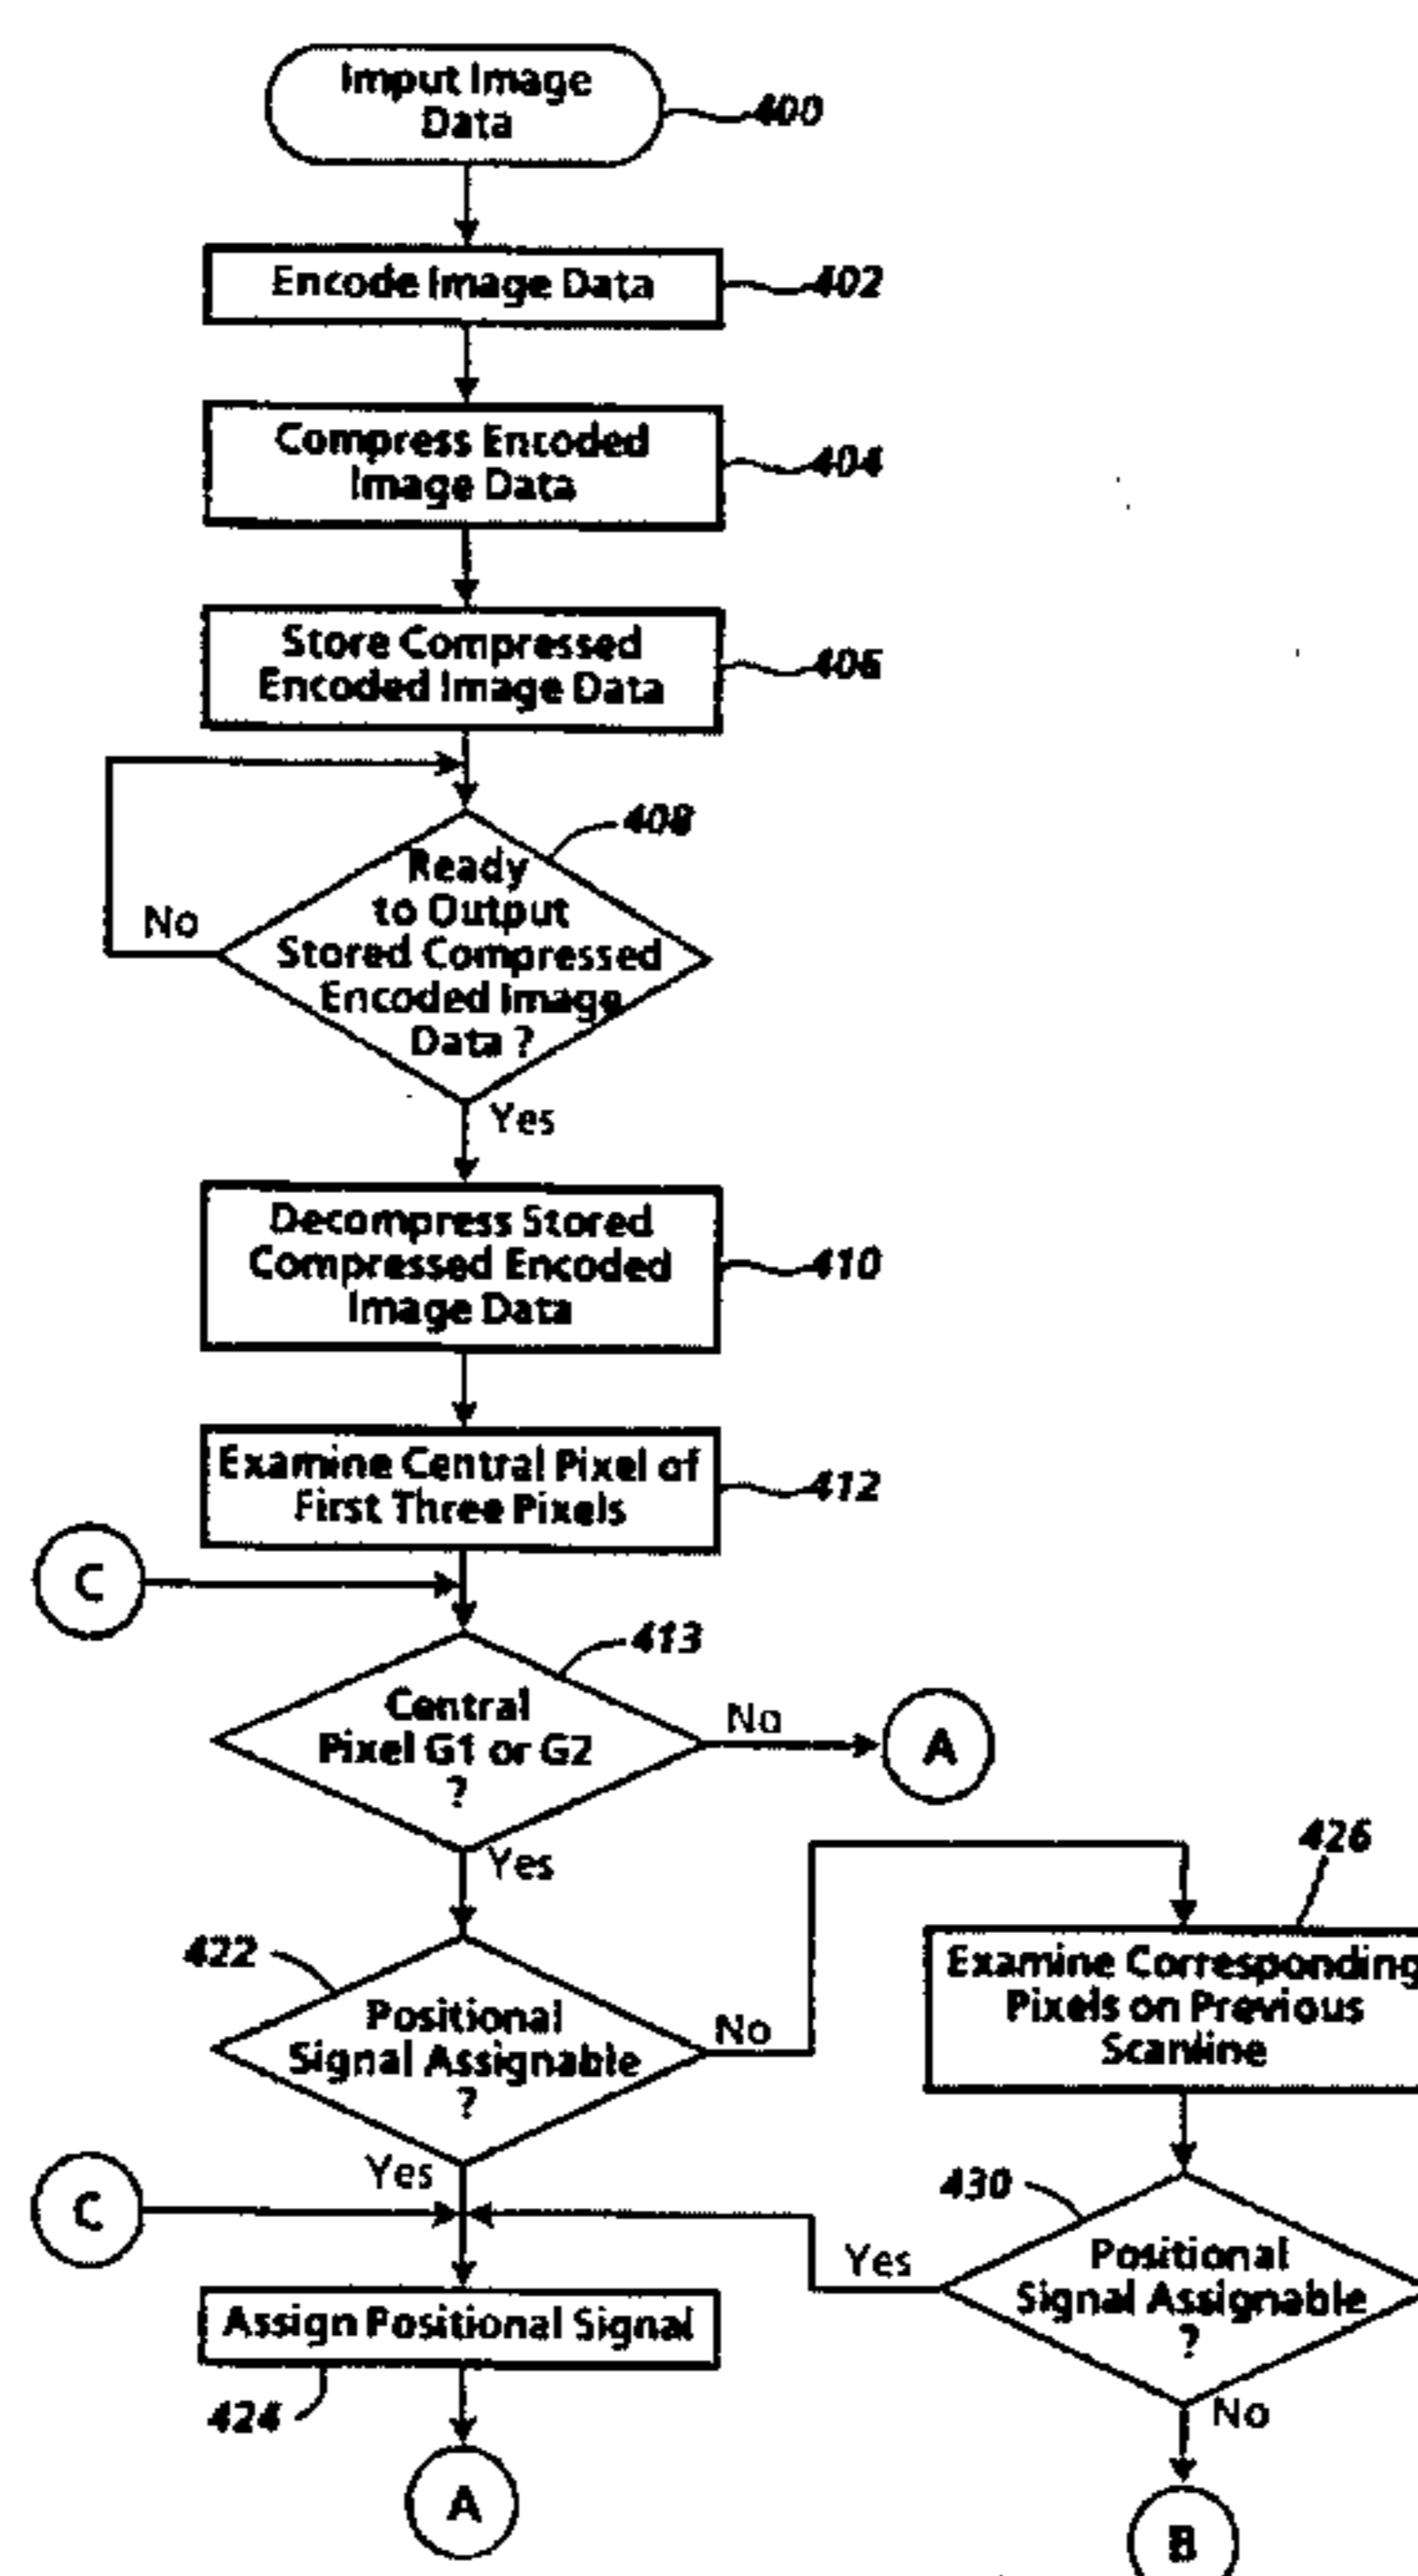 Imput Image
Data
400
Encode Image Data
402
Compress Encoded
Image Data
404
Store Compressed
Encoded Image Data
406
408
Ready
to Output
Stored Compressed
Encoded Image
Data ?
No
Yes
Decompress Stored
Compressed Encoded
Image Data
410
Examine Central Pixel of
First Three Pixels
412
C
413
Central
Pixel G1 or G2
?
No
A
Yes
426
Examine Corresponding
Pixels on Previous
Scanline
422
Positional
Signal Assignable
?
No
Yes
C
430
Positional
Signal Assignable
?
Yes
No
Assign Positional Signal
424
A
B